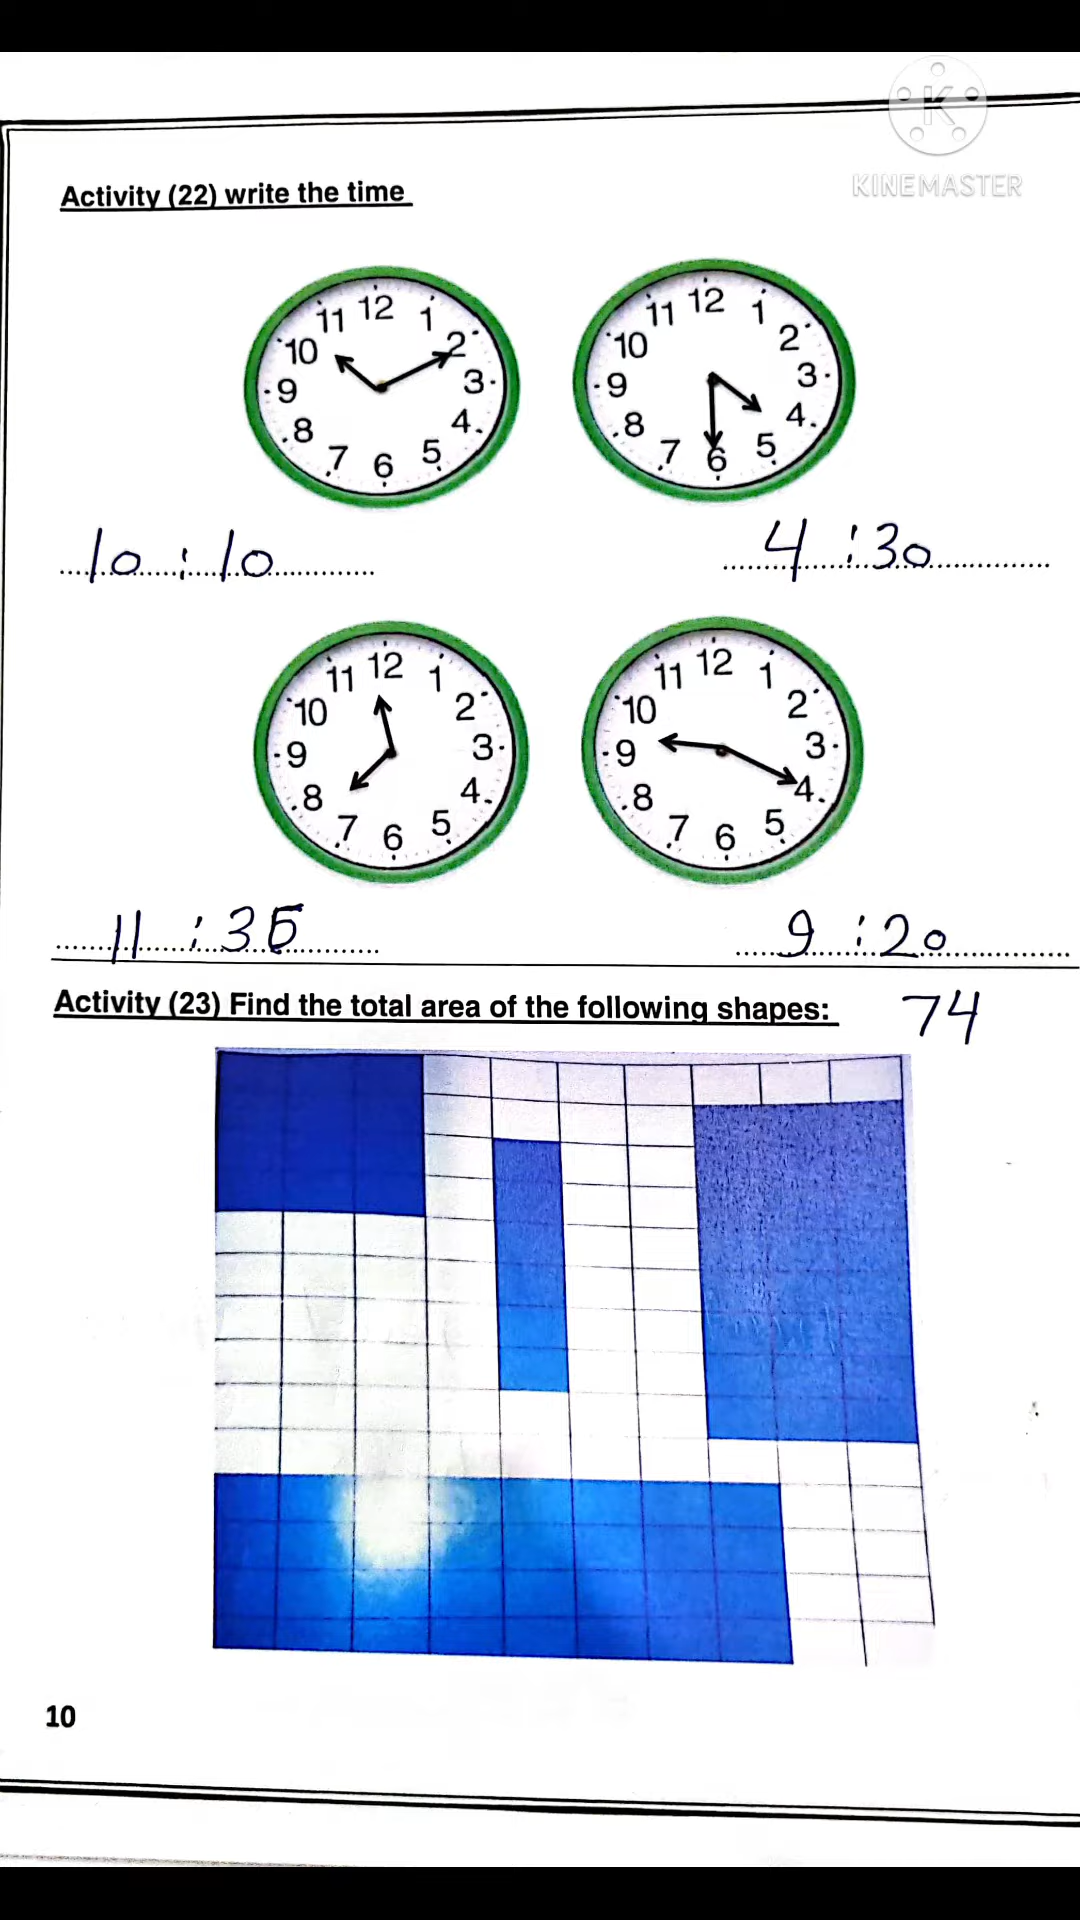 KINEMASTER
Activity (22) write the time
12 1 2 3 4 5 6 7 8 9 10 11
12 1 2 3 4 5 6 7 8 9 10 11
10 : 10
4 : 30
12 1 2 3 4 5 6 7 8 9 10 11
12 1 2 3 4 5 6 7 8 9 10 11
11 : 35
9 : 20
Activity (23) Find the total area of the following shapes: 74
10